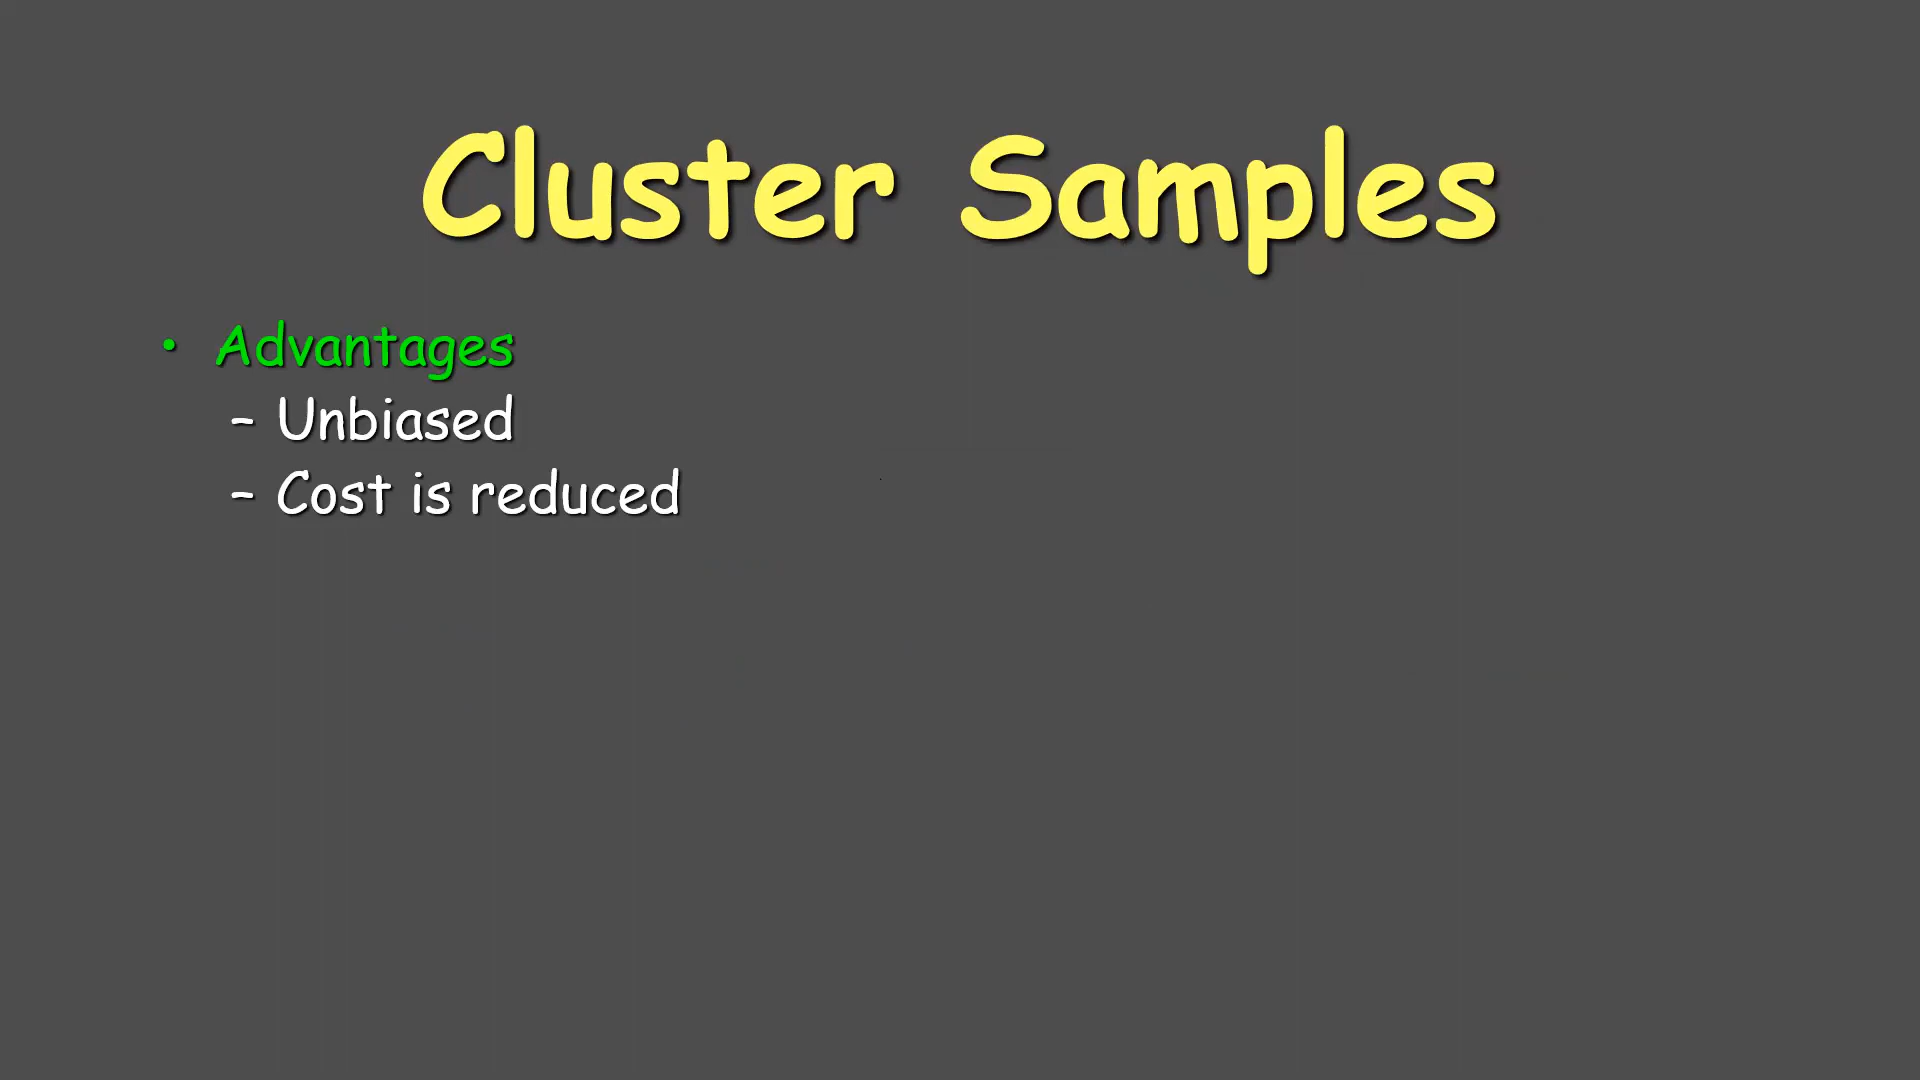 Cluster Samples
• Advantages
– Unbiased
– Cost is reduced